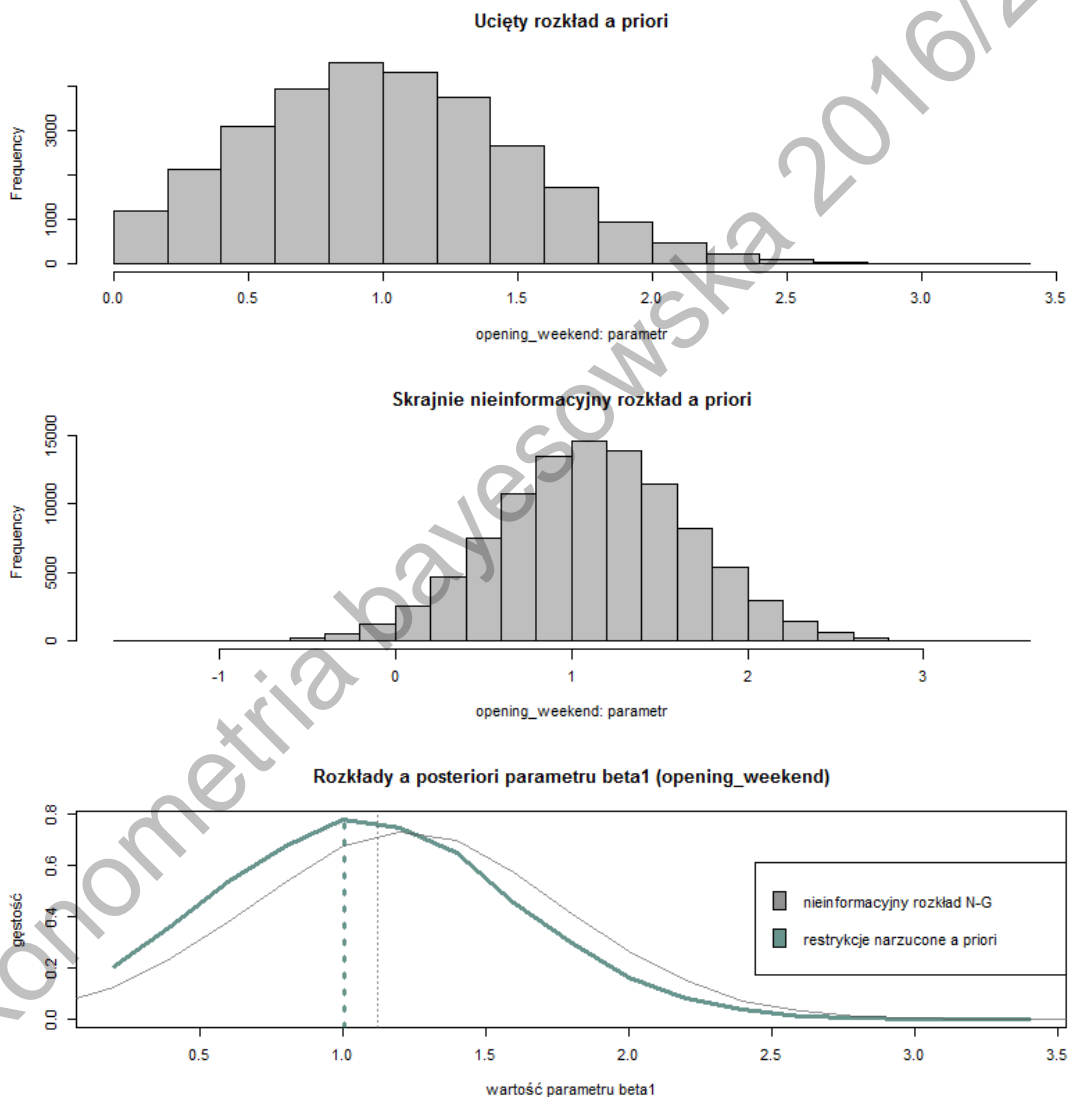 Ucięty rozkład a priori
Frequency
3000
1000
0
0.0 0.5 1.0 1.5 2.0 2.5 3.0 3.5
opening_weekend: parametr
Skrajnie nieinformacyjny rozkład a priori
Frequency
15000
10000
5000
0
-1 0 1 2 3
opening_weekend: parametr
Rozkłady a posteriori parametru beta1 (opening_weekend)
gęstość
0.8
0.6
0.4
0.2
0.0
nieinformacyjny rozkład N-G
restrykcje narzucone a priori
0.5 1.0 1.5 2.0 2.5 3.0 3.5
wartość parametru beta1
konometria bayesowska 2016/2